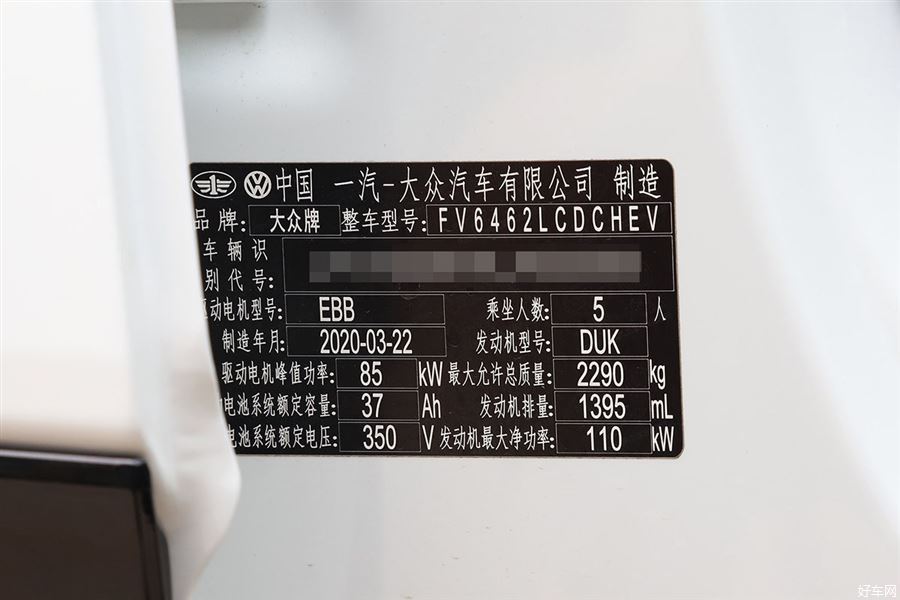 中国 一汽-大众汽车有限公司 制造
品牌: 大众牌 整车型号: FV6462LCDCHEV
车辆识
别代号:
驱动电机型号: EBB 乘坐人数: 5 人
制造年月: 2020-03-22 发动机型号: DUK
驱动电机峰值功率: 85 kW 最大允许总质量: 2290 kg
电池系统额定容量: 37 Ah 发动机排量: 1395 mL
电池系统额定电压: 350 V 发动机最大净功率: 110 kW
好车网